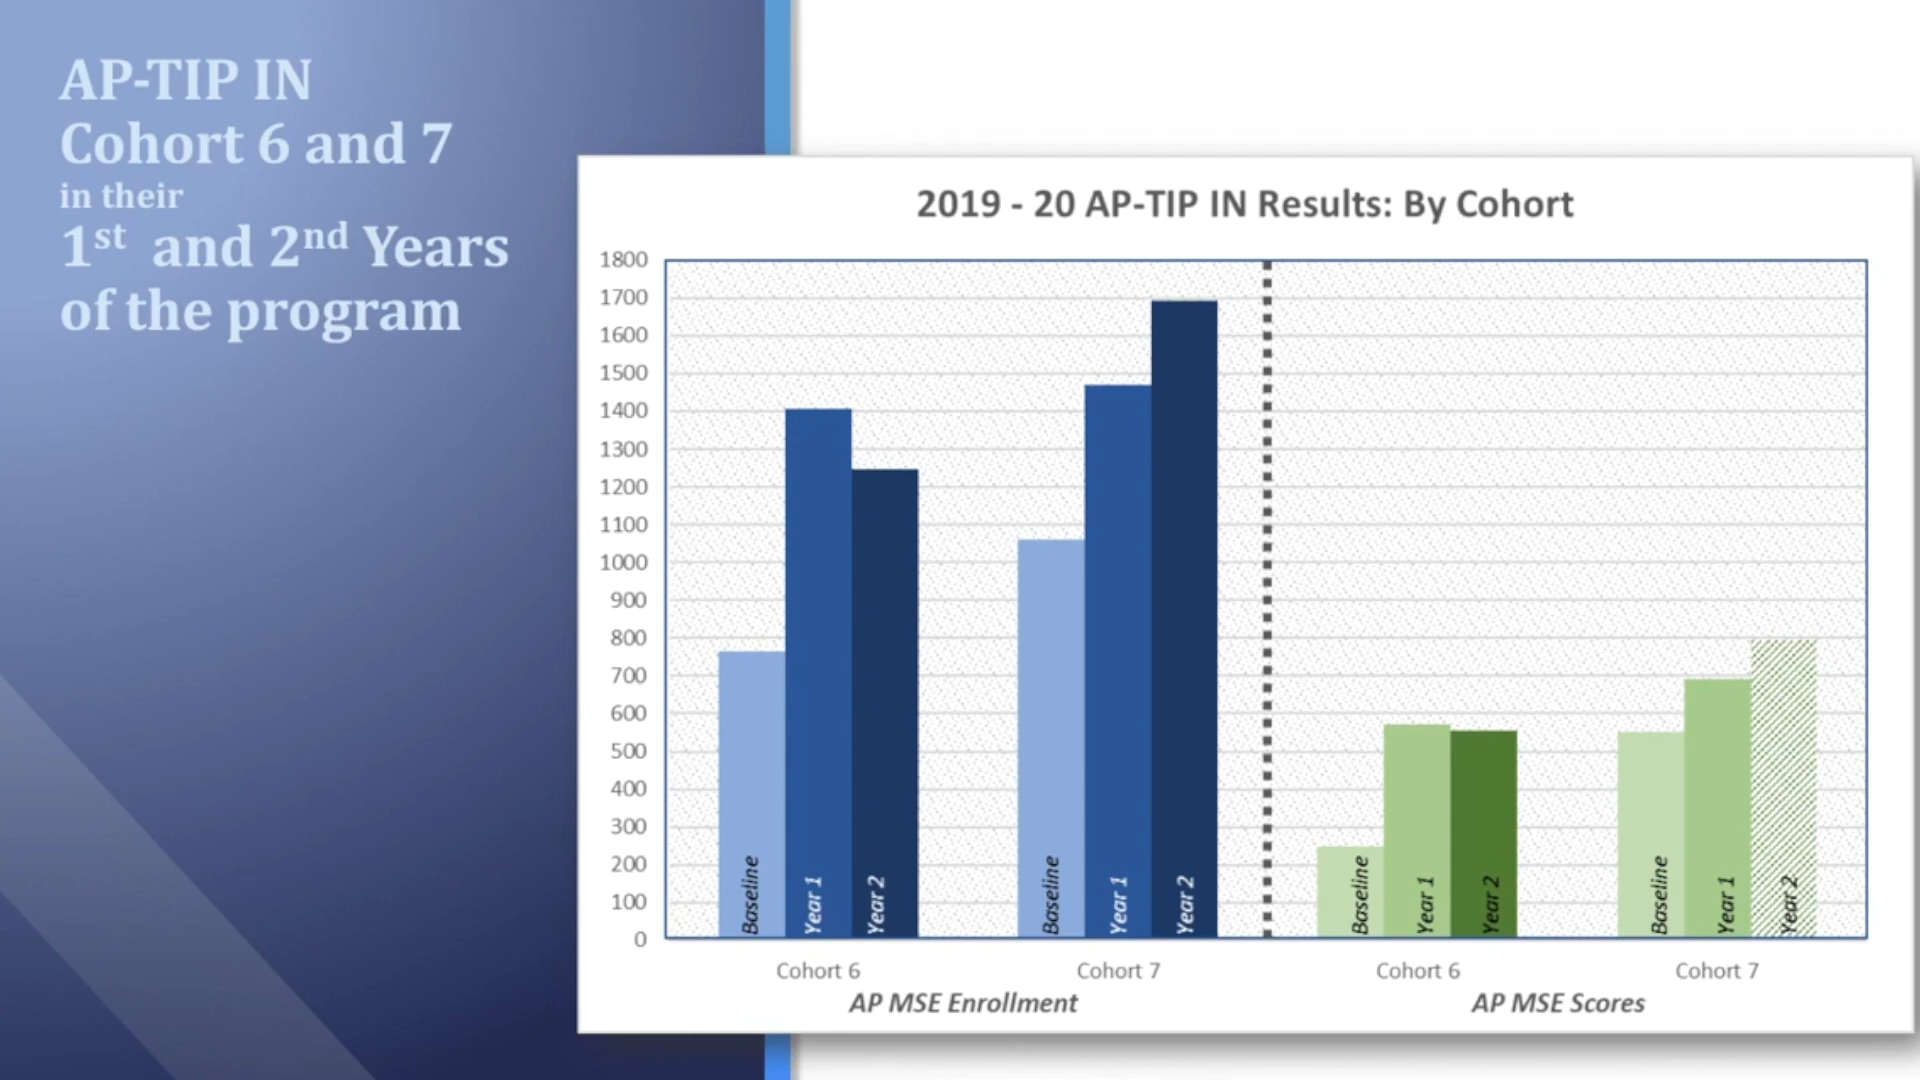 AP-TIP IN
Cohort 6 and 7
in their
1st and 2nd Years
of the program
2019 - 20 AP-TIP IN Results: By Cohort
1800
1700
1600
1500
1400
1300
1200
1100
1000
900
800
700
600
500
400
300
200
100
0
Baseline
Year 1
Year 2
Baseline
Year 1
Year 2
Baseline
Year 1
Year 2
Baseline
Year 1
Year 2
Cohort 6
Cohort 7
Cohort 6
Cohort 7
AP MSE Enrollment
AP MSE Scores